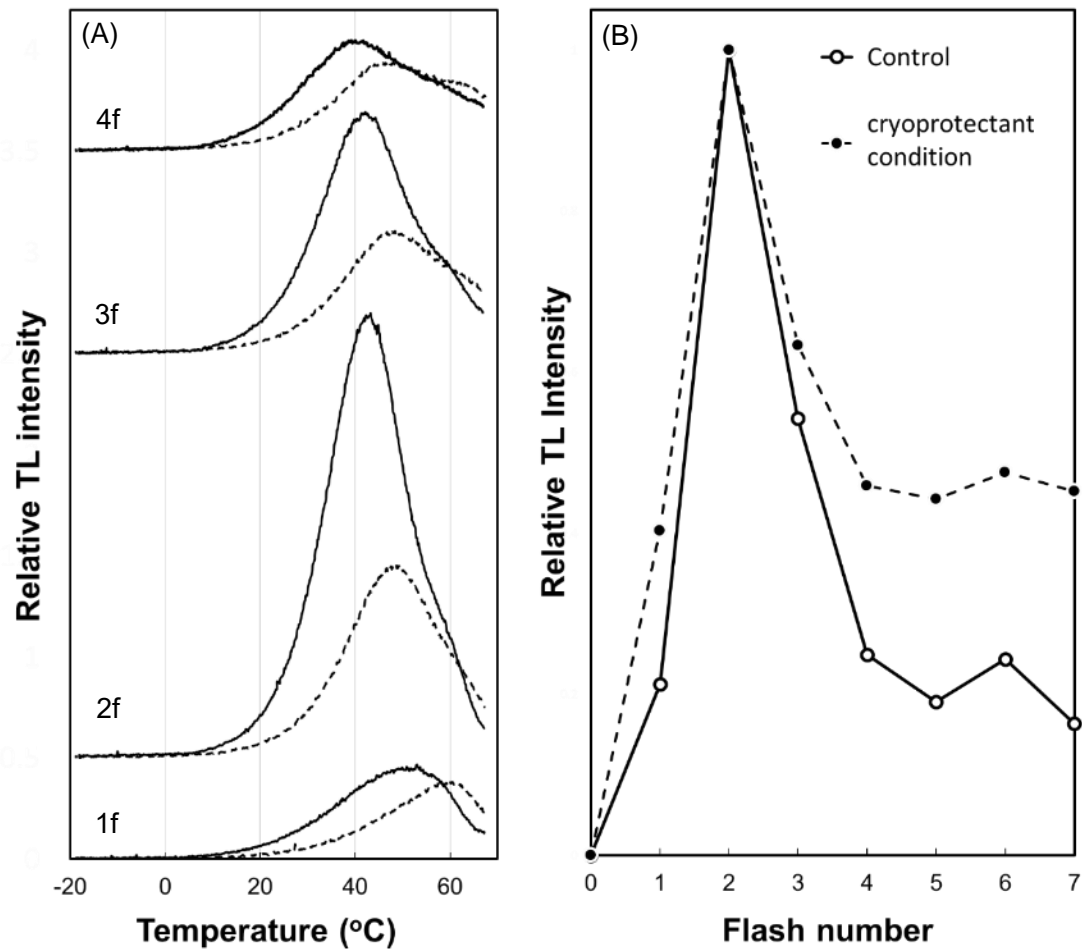 (A)
4f
3f
2f
1f
Relative TL intensity
-20
0
20
40
60
Temperature (°C)
(B)
Control
cryoprotectant
condition
Relative TL Intensity
0
1
2
3
4
5
6
7
Flash number